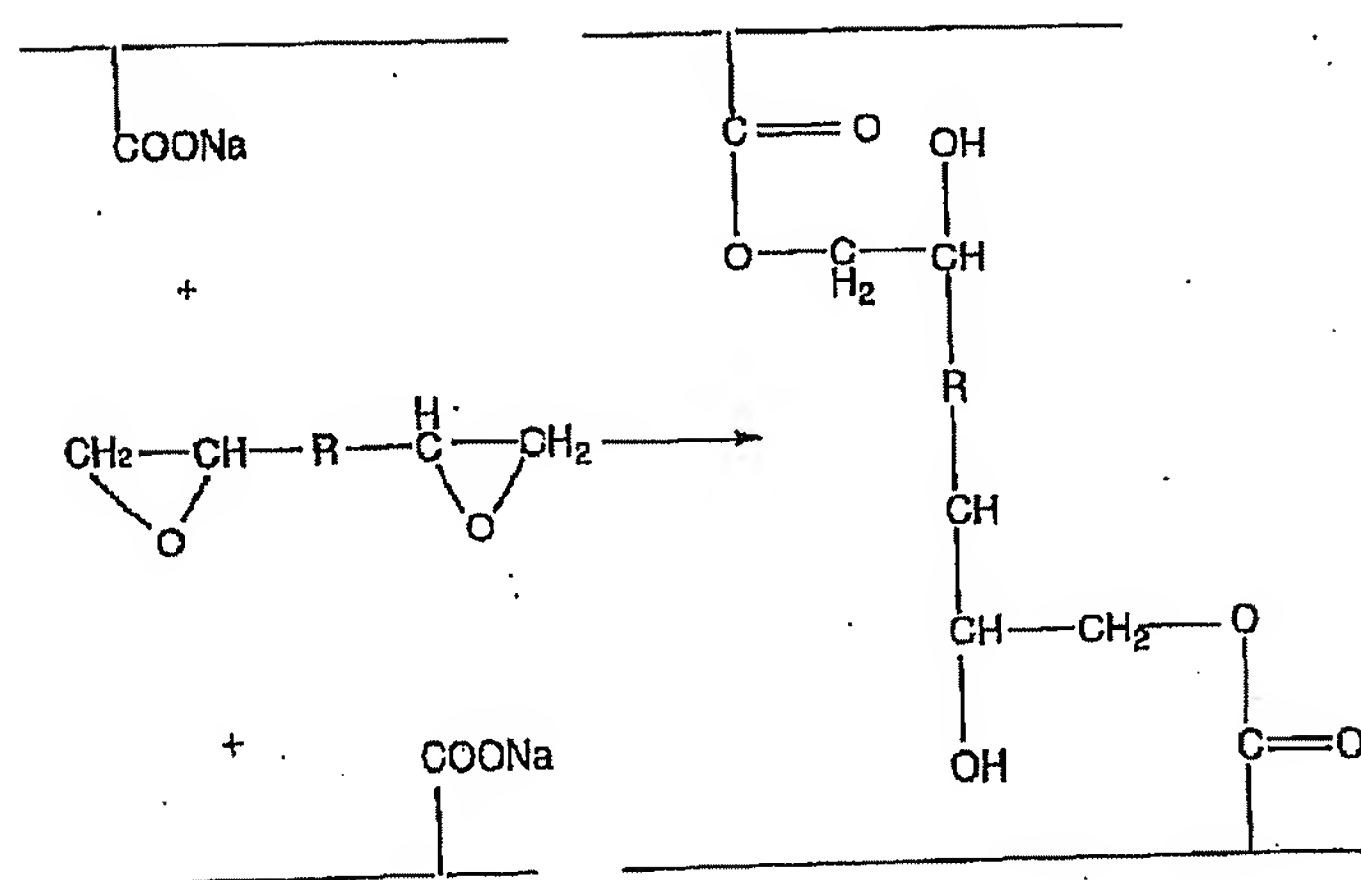 COONa
C O OH
O C CH
H2
+
R
H
CH2 CH R C CH2
O O
CH
CH CH2 O
+ COONa
OH C O